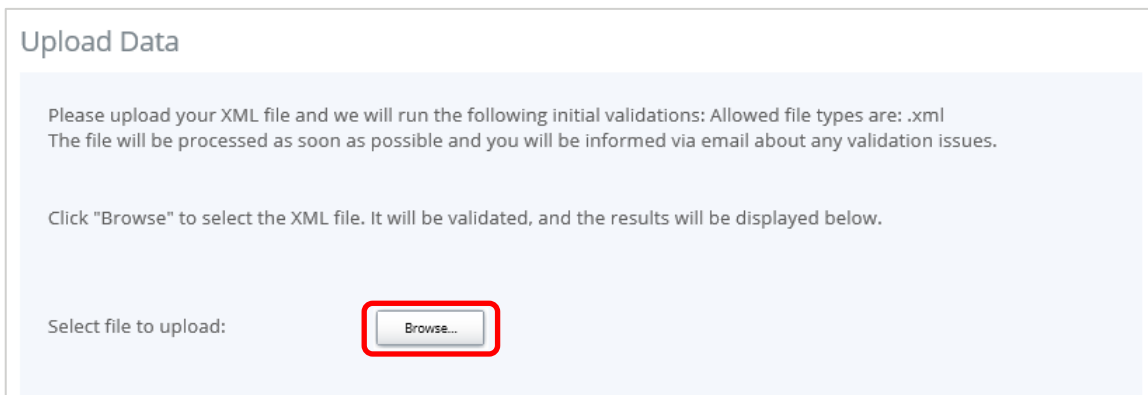 Upload Data
Please upload your XML file and we will run the following initial validations: Allowed file types are: .xml
The file will be processed as soon as possible and you will be informed via email about any validation issues.
Click "Browse" to select the XML file. It will be validated, and the results will be displayed below.
Select file to upload:
Browse...